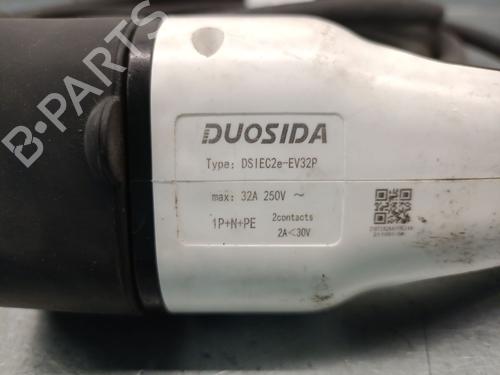 B-PARTS
DUOSIDA
Type: DSIEC2e-EV32P
max: 32A 250V ～
1P+N+PE
2contacts
2A<30V